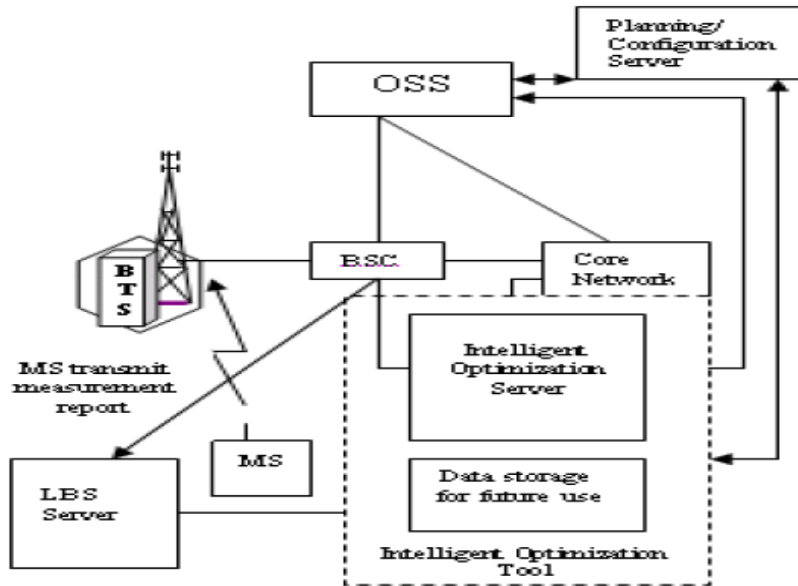 Planning/
Configuration
Server
OSS
BTS
BSC
Core
Network
MS transmit
measurement
report
Intelligent
Optimization
Server
MS
LBS
Server
Data storage
for future use
Intelligent Optimization
Tool